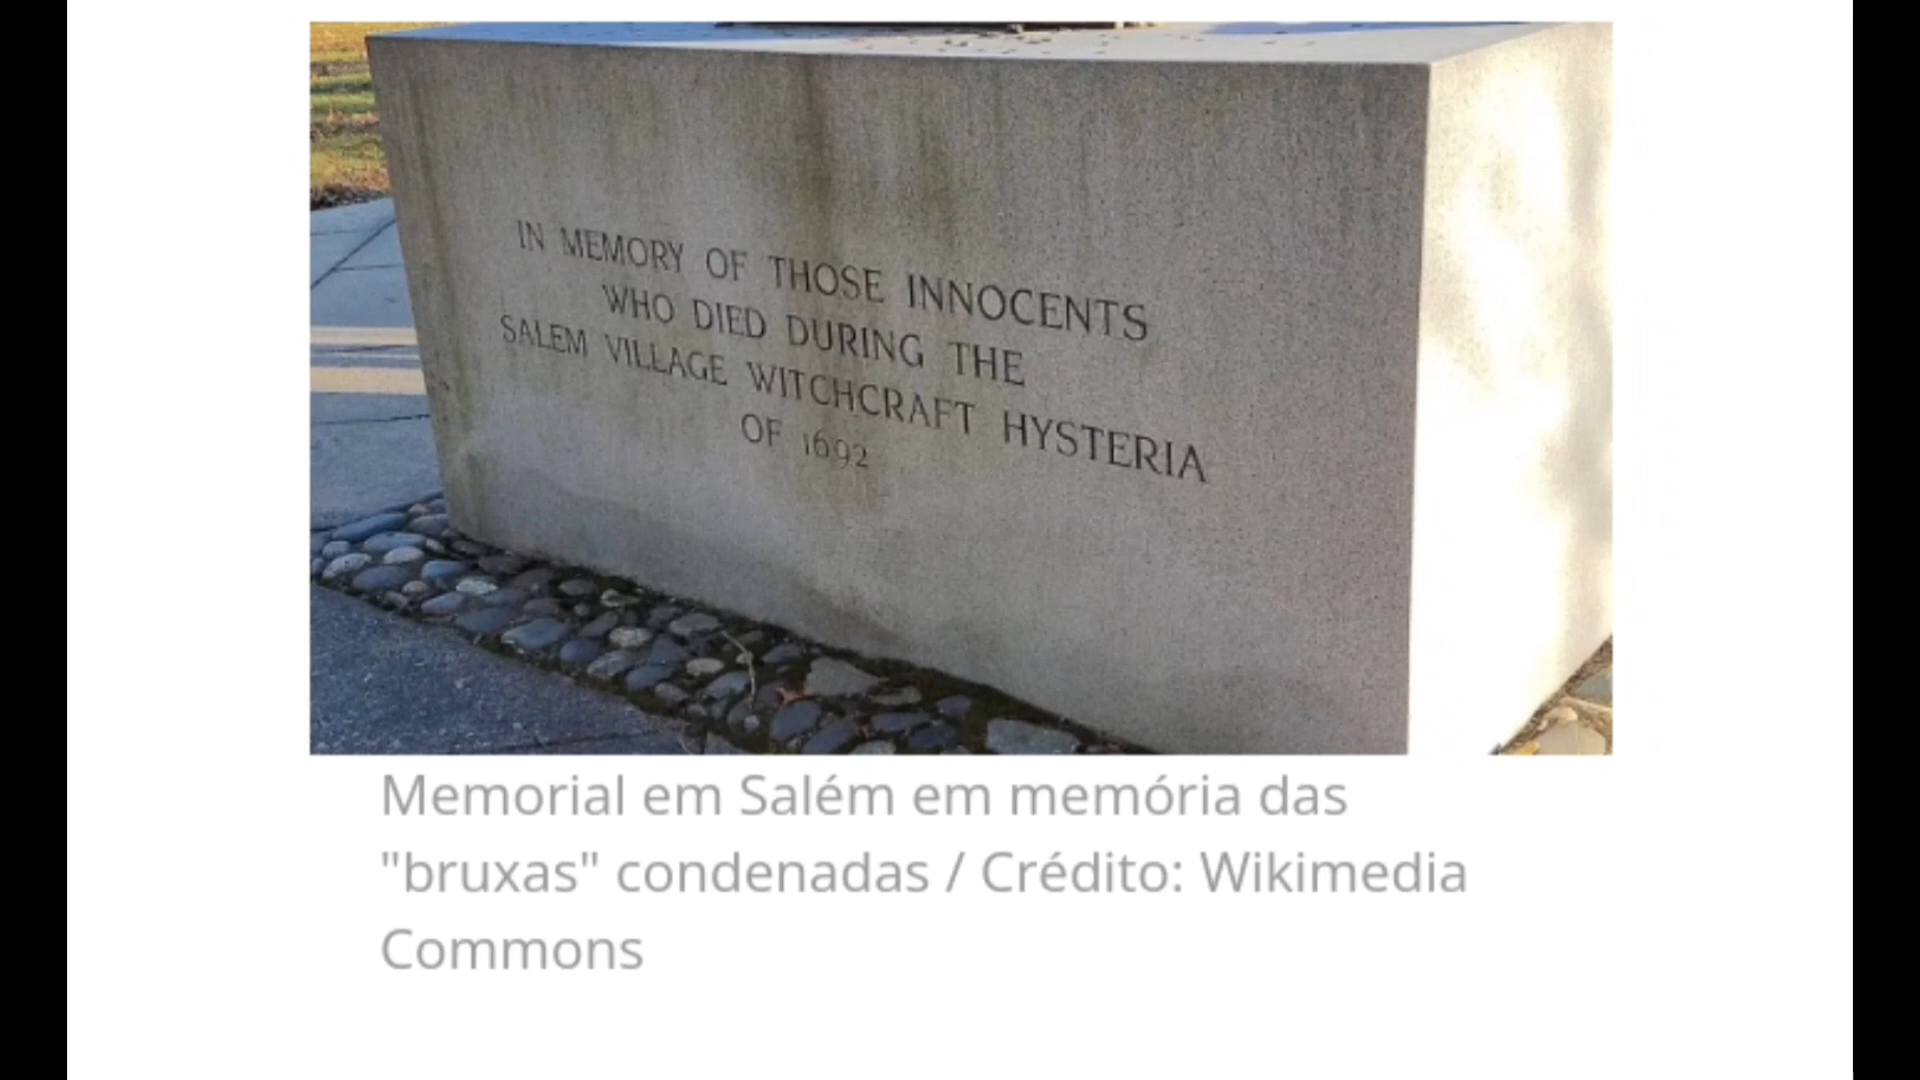 IN MEMORY OF THOSE INNOCENTS
WHO DIED DURING THE
SALEM VILLAGE WITCHCRAFT HYSTERIA
OF 1692
Memorial em Salém em memória das
"bruxas" condenadas / Crédito: Wikimedia
Commons